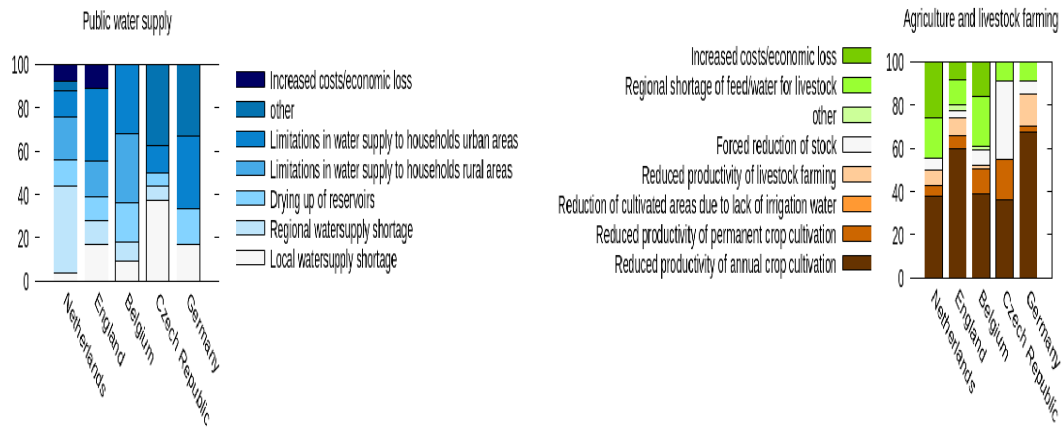 Public water supply
100
80
60
40
20
0
Netherlands
England
Belgium
Czech Republic
Germany
Increased costs/economic loss
other
Limitations in water supply to households urban areas
Limitations in water supply to households rural areas
Drying up of reservoirs
Regional watersupply shortage
Local watersupply shortage
Agriculture and livestock farming
Increased costs/economic loss
Regional shortage of feed/water for livestock
other
Forced reduction of stock
Reduced productivity of livestock farming
Reduction of cultivated areas due to lack of irrigation water
Reduced productivity of permanent crop cultivation
Reduced productivity of annual crop cultivation
100
80
60
40
20
0
Netherlands
England
Belgium
Czech Republic
Germany